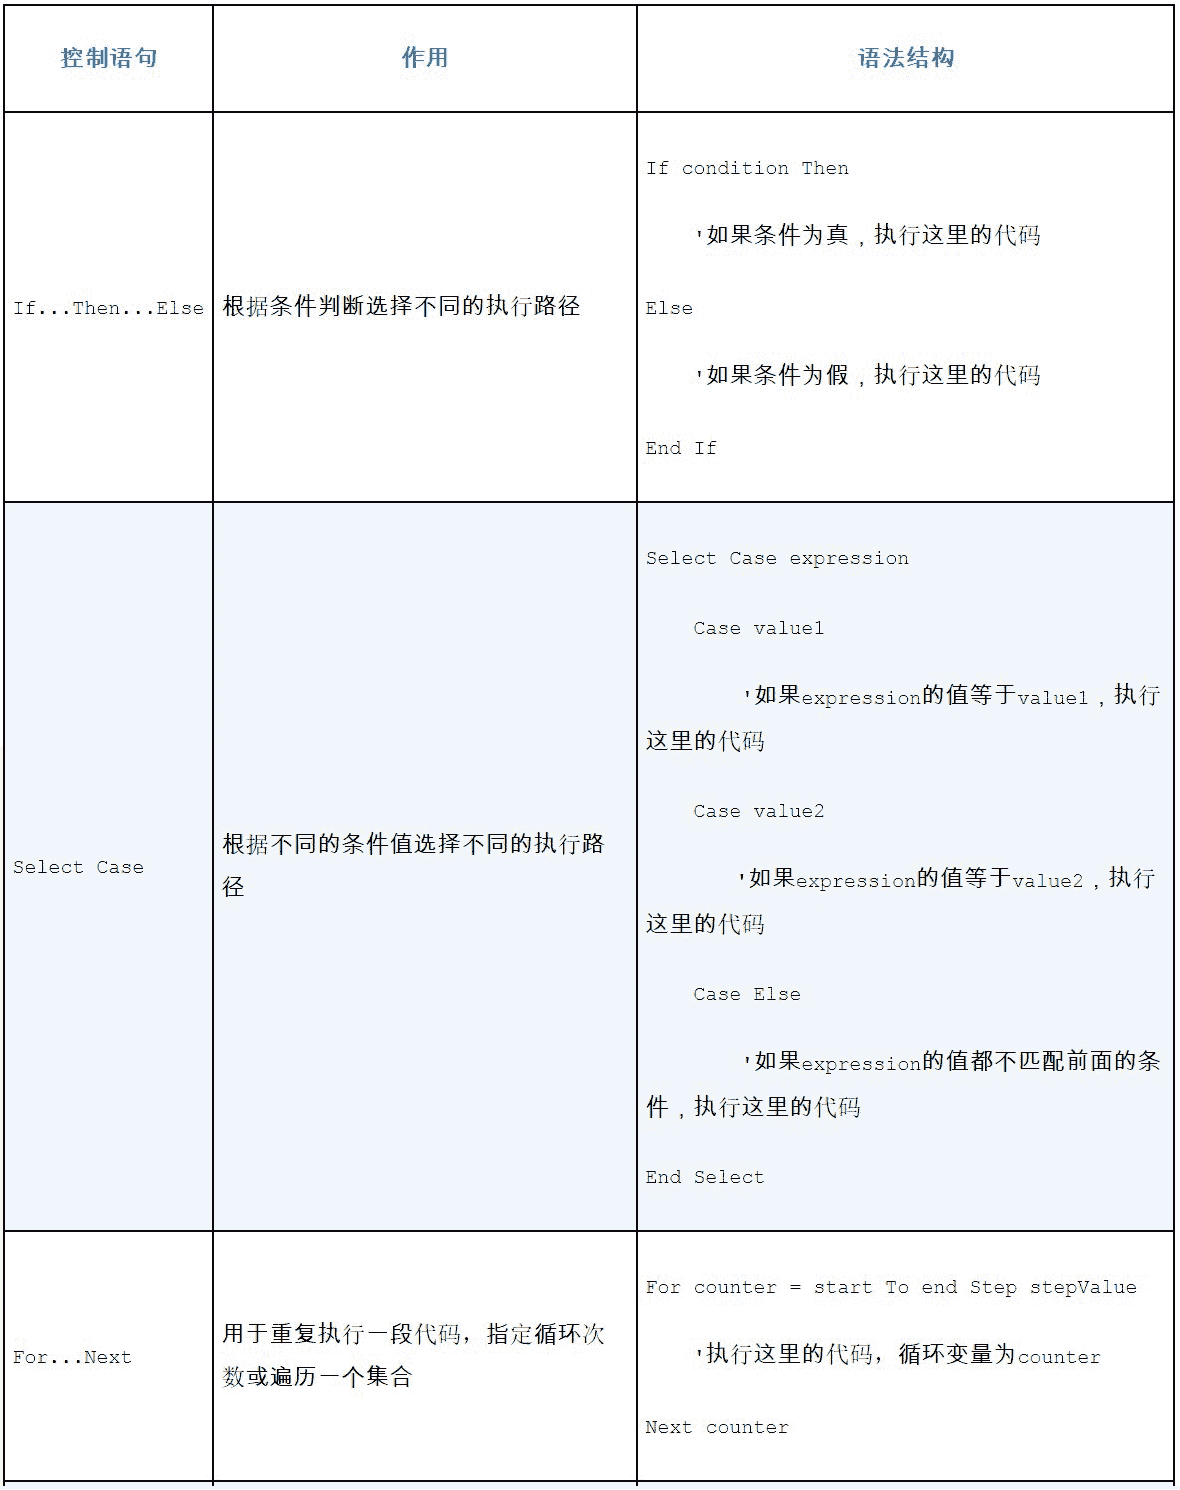 控制语句
作用
语法结构
If...Then...Else
根据条件判断选择不同的执行路径
If condition Then
'如果条件为真，执行这里的代码
Else
'如果条件为假，执行这里的代码
End If
Select Case
根据不同的条件值选择不同的执行路
径
Select Case expression
Case value1
'如果expression的值等于value1，执行
这里的代码
Case value2
'如果expression的值等于value2，执行
这里的代码
Case Else
'如果expression的值都不匹配前面的条
件，执行这里的代码
End Select
For...Next
用于重复执行一段代码，指定循环次
数或遍历一个集合
For counter = start To end Step stepValue
'执行这里的代码，循环变量为counter
Next counter